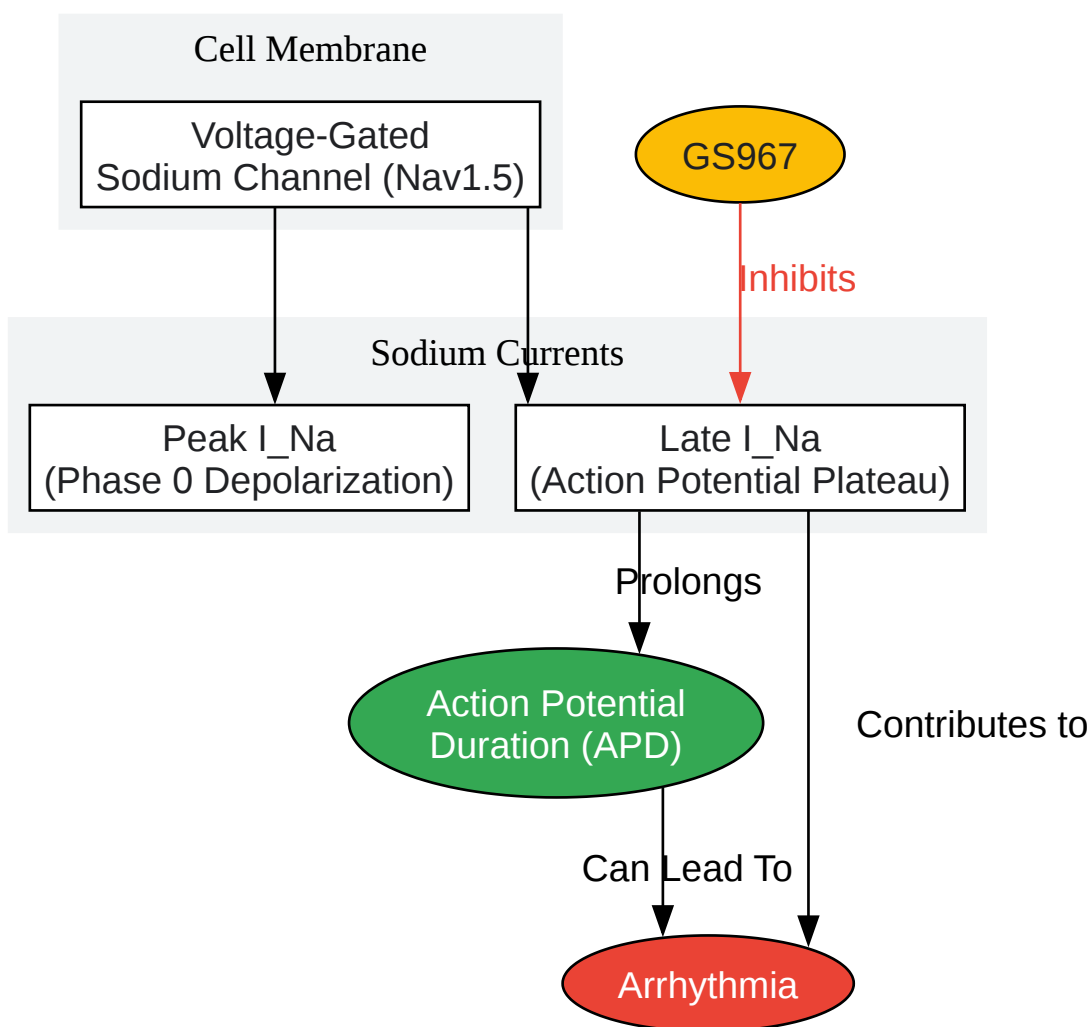 Cell Membrane
Voltage-Gated
Sodium Channel (Nav1.5)
GS967
Inhibits
Sodium Currents
Peak I_Na
(Phase 0 Depolarization)
Late I_Na
(Action Potential Plateau)
Prolongs
Action Potential
Duration (APD)
Contributes to
Can Lead To
Arrhythmia